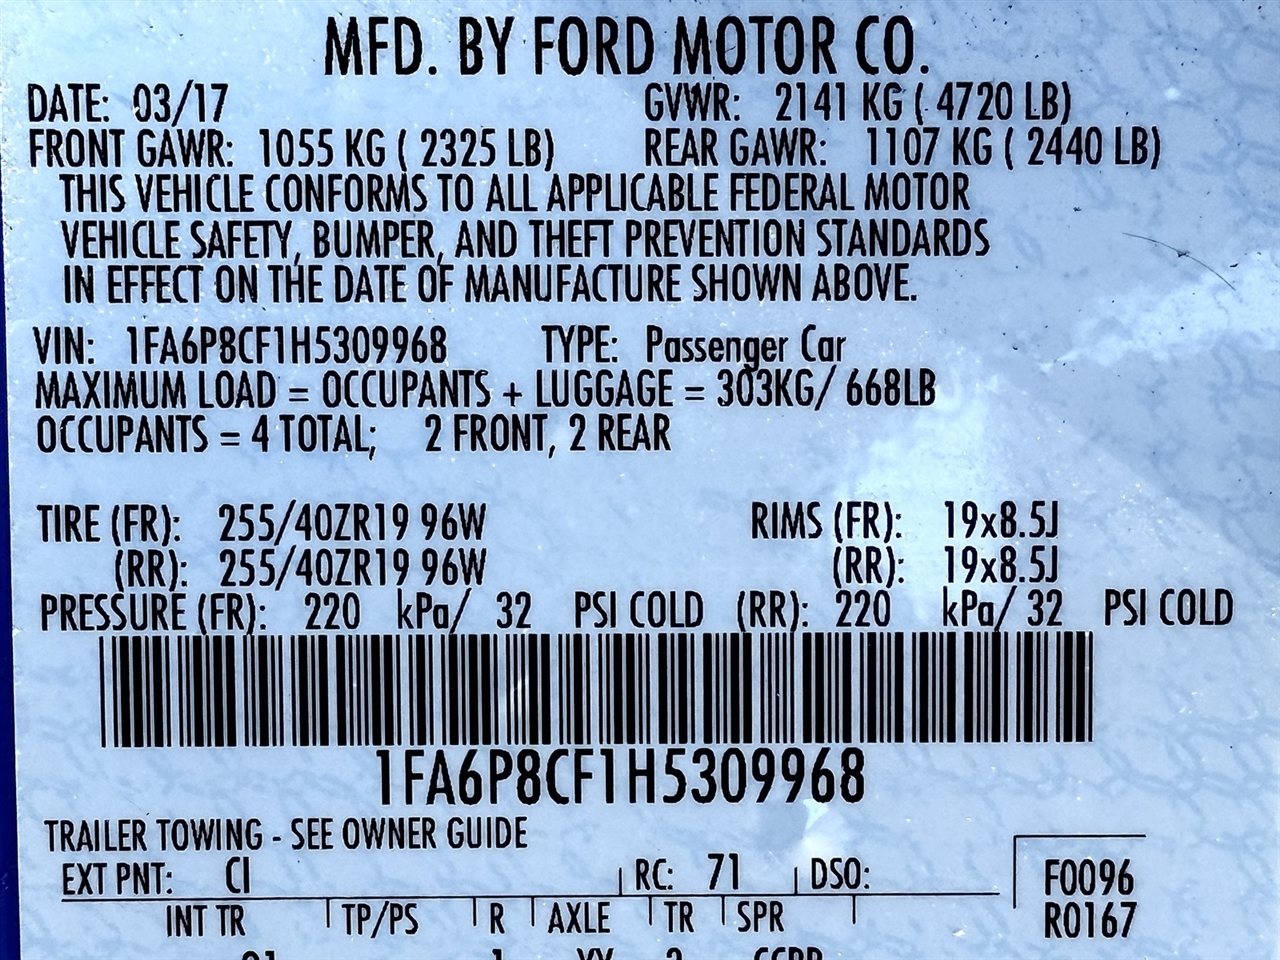 MFD. BY FORD MOTOR CO.
DATE: 03/17 GVWR: 2141 KG ( 4720 LB)
FRONT GAWR: 1055 KG ( 2325 LB) REAR GAWR: 1107 KG ( 2440 LB)
THIS VEHICLE CONFORMS TO ALL APPLICABLE FEDERAL MOTOR
VEHICLE SAFETY, BUMPER, AND THEFT PREVENTION STANDARDS
IN EFFECT ON THE DATE OF MANUFACTURE SHOWN ABOVE.
VIN: 1FA6P8CF1H5309968 TYPE: Passenger Car
MAXIMUM LOAD = OCCUPANTS + LUGGAGE = 303KG/ 668LB
OCCUPANTS = 4 TOTAL; 2 FRONT, 2 REAR
TIRE (FR): 255/40ZR19 96W RIMS (FR): 19x8.5J
(RR): 255/40ZR19 96W (RR): 19x8.5J
PRESSURE (FR): 220 kPa/ 32 PSI COLD (RR): 220 kPa/ 32 PSI COLD
1FA6P8CF1H5309968
TRAILER TOWING - SEE OWNER GUIDE
EXT PNT: CI RC: 71 DSO: F0096
INT TR TP/PS R AXLE TR SPR R0167